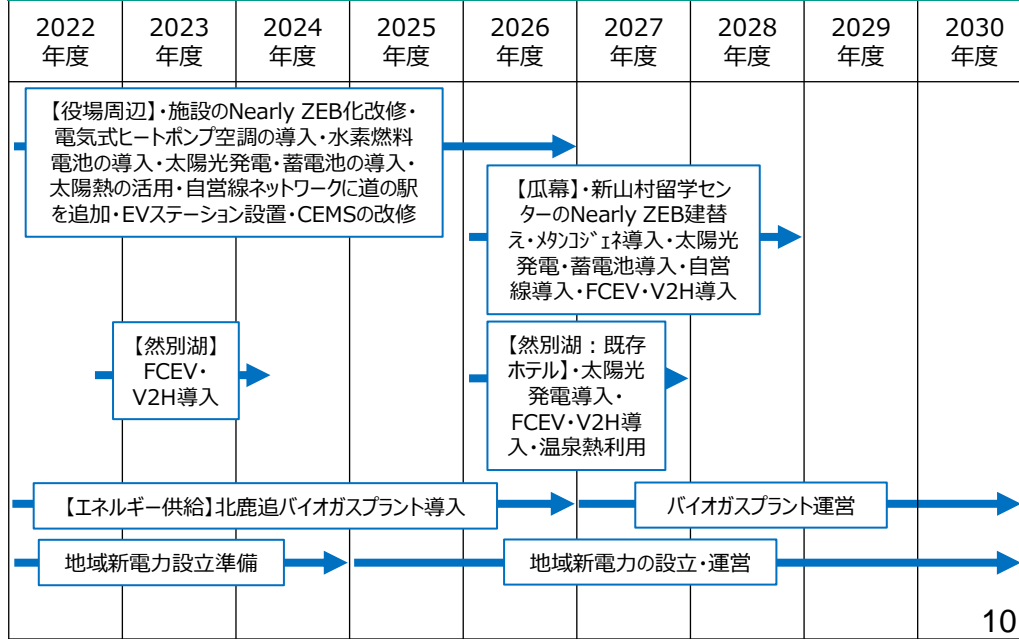 2022
年度
2023
年度
2024
年度
2025
年度
2026
年度
2027
年度
2028
年度
2029
年度
2030
年度
【役場周辺】・施設のNearly ZEB化改修・
電気式ヒートポンプ空調の導入・水素燃料
電池の導入・太陽光発電・蓄電池の導入・
太陽熱の活用・自営線ネットワークに道の駅
を追加・EVステーション設置・CEMSの改修
【瓜幕】・新山村留学セン
ターのNearly ZEB建替
え・ﾒﾀﾝｺｼﾞｪﾈ導入・太陽光
発電・蓄電池導入・自営
線導入・FCEV・V2H導入
【然別湖】
FCEV・
V2H導入
【然別湖：既存
ホテル】・太陽光
発電導入・
FCEV・V2H導
入・温泉熱利用
【エネルギー供給】北鹿追バイオガスプラント導入
バイオガスプラント運営
地域新電力設立準備
地域新電力の設立・運営
10